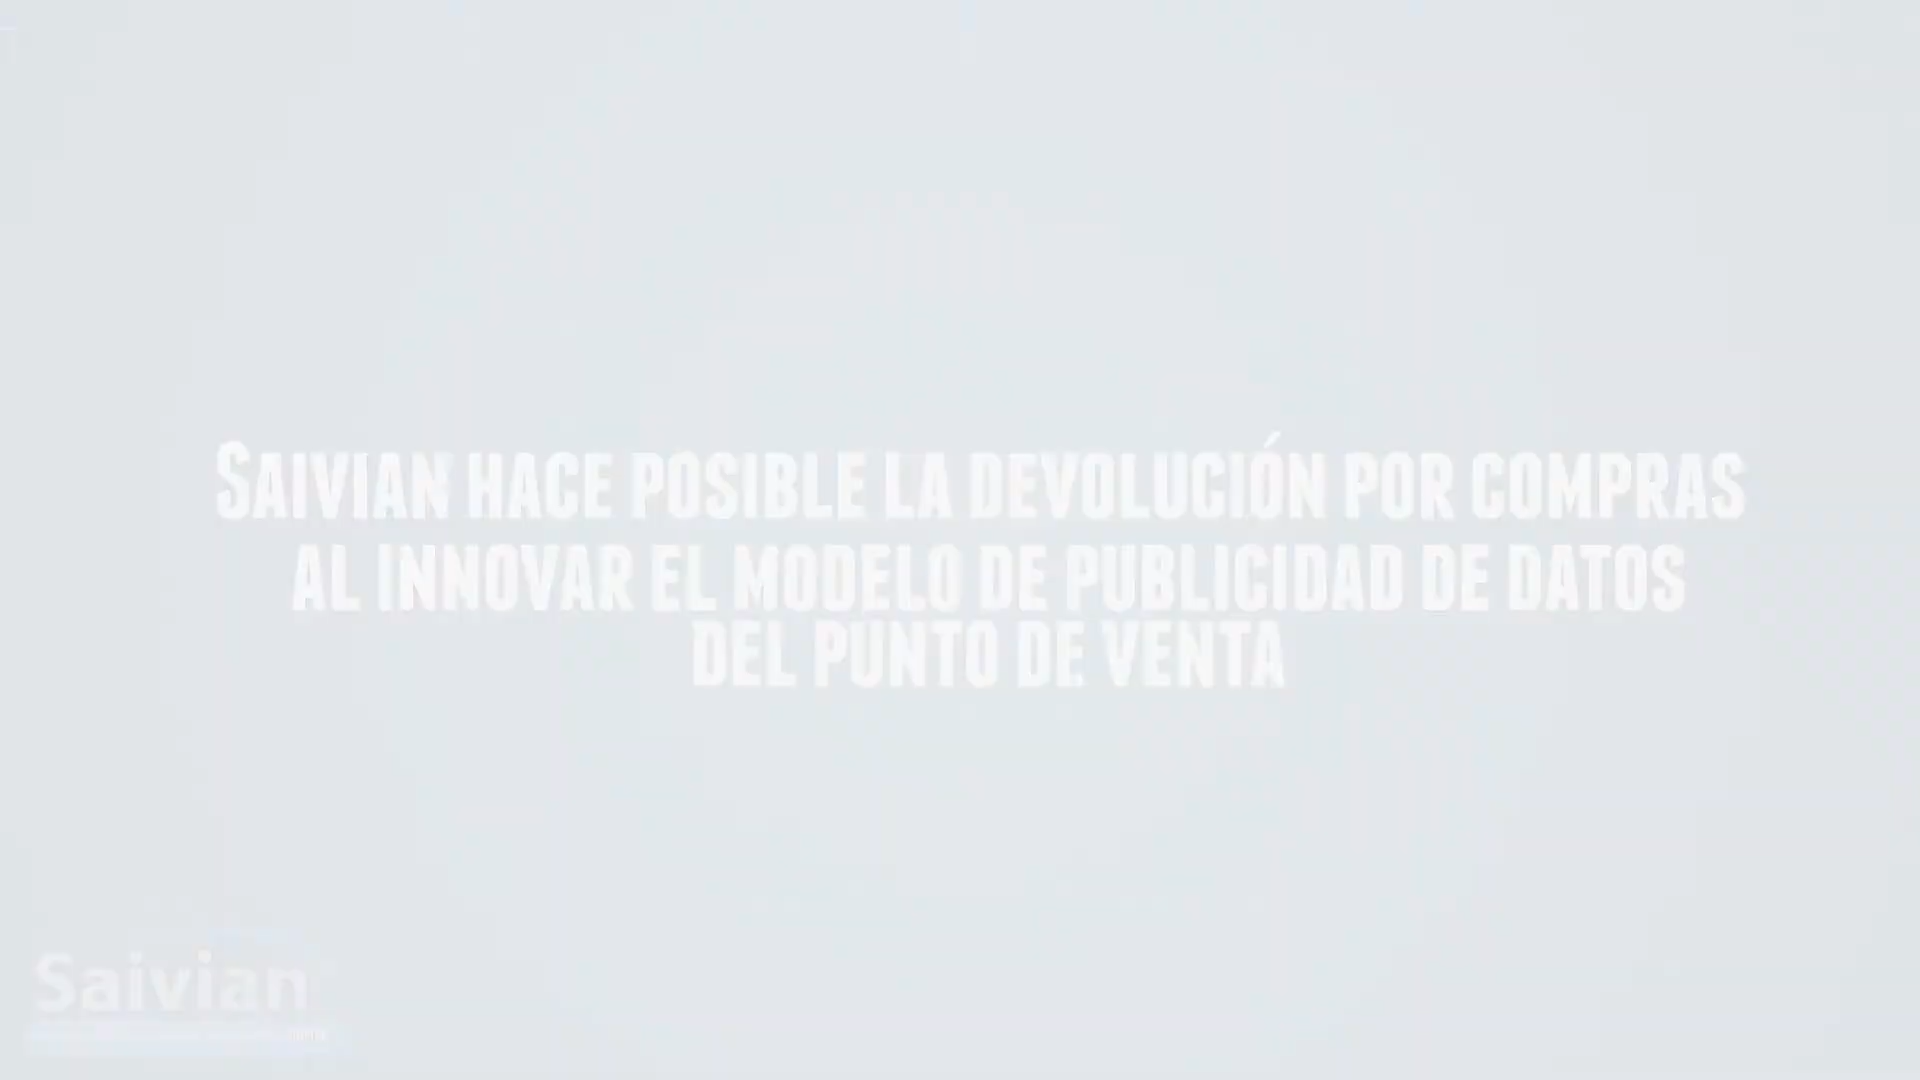 Saivian hace posible la devolución por compras
al innovar el modelo de publicidad de datos
del punto de venta
Saivian